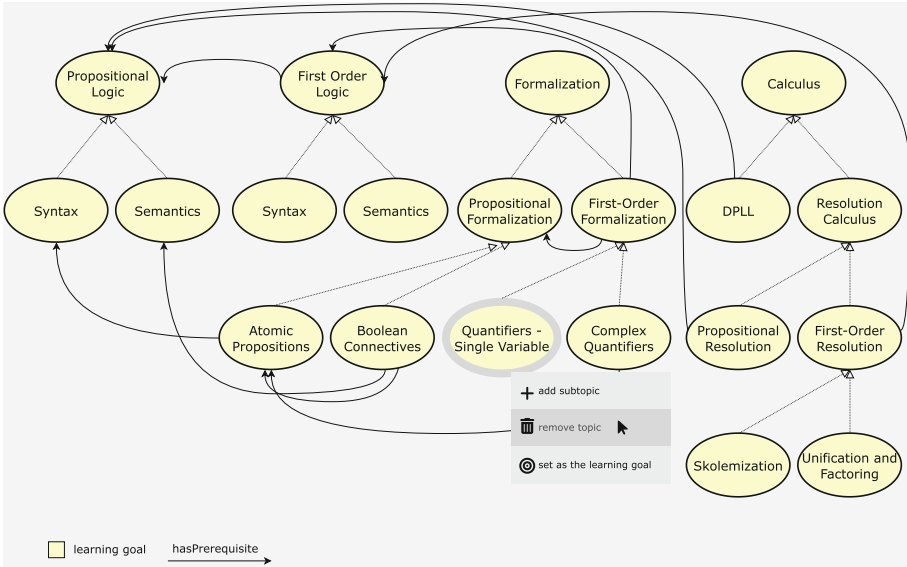 Propositional
Logic
First Order
Logic
Formalization
Calculus
Syntax
Semantics
Syntax
Semantics
Propositional
Formalization
First-Order
Formalization
DPLL
Resolution
Calculus
Atomic
Propositions
Boolean
Connectives
Quantifiers -
Single Variable
Complex
Quantifiers
Propositional
Resolution
First-Order
Resolution
add subtopic
remove topic
set as the learning goal
Skolemization
Unification and
Factoring
learning goal
hasPrerequisite